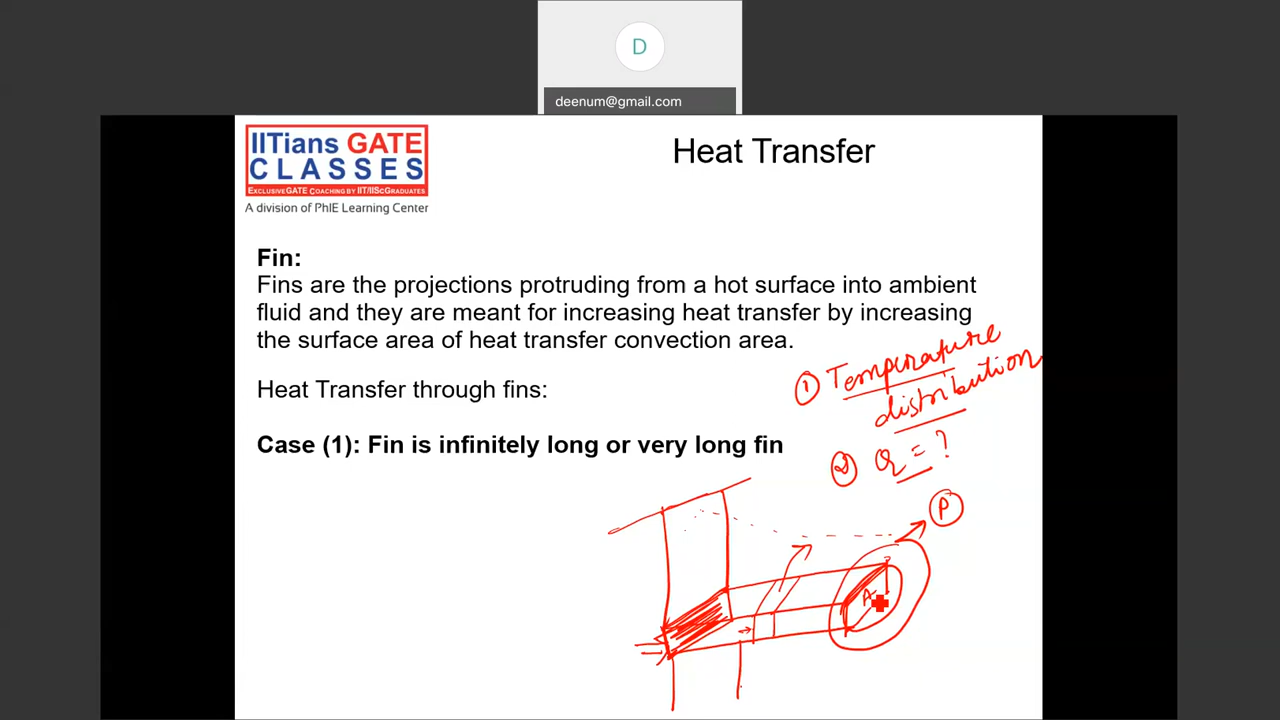 D
deenum@gmail.com
IITians GATE
CLASSES
EXCLUSIVE GATE COACHING BY IIT/IISc GRADUATES
A division of PhIE Learning Center
Heat Transfer
Fin:
Fins are the projections protruding from a hot surface into ambient
fluid and they are meant for increasing heat transfer by increasing
the surface area of heat transfer convection area.
① Temperature
distribution
Heat Transfer through fins:
Case (1): Fin is infinitely long or very long fin
② Q = ?
P
A